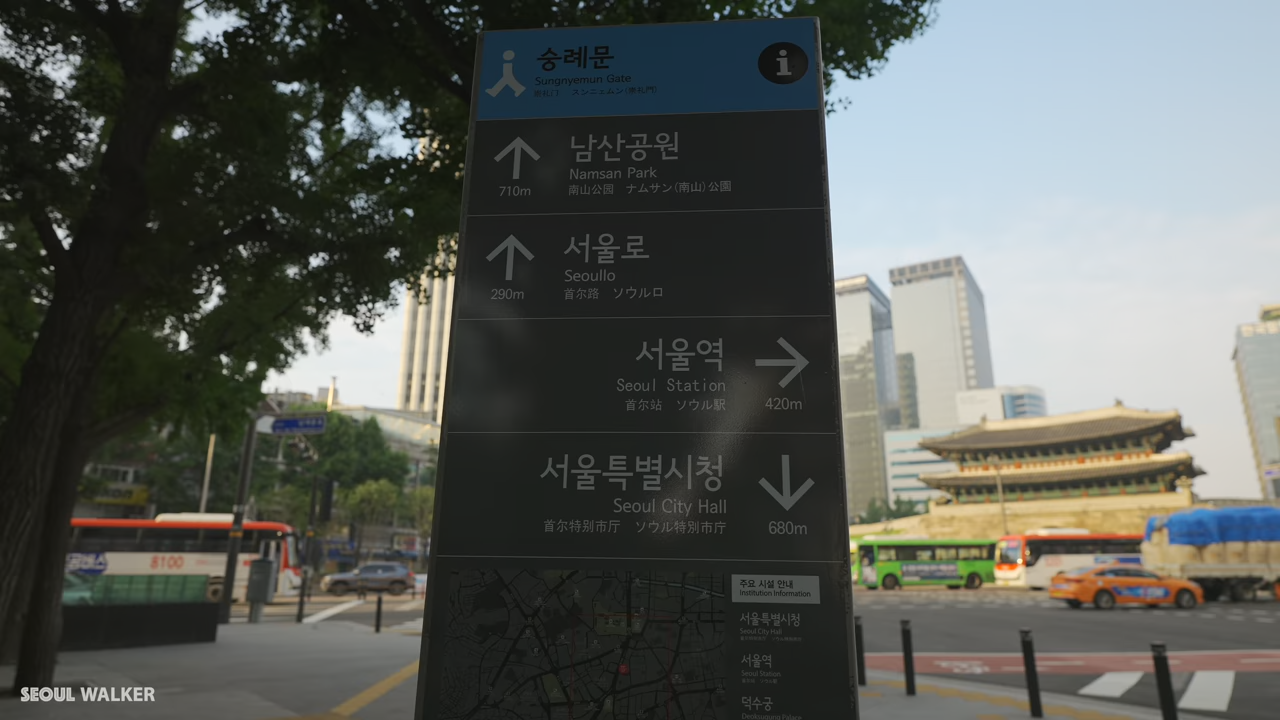 숭례문
Sungnyemun Gate
i
남산공원
Namsan Park
南山公园 ナムサン(南山)公園
710m
서울로
Seoullo
首尔路 ソウルロ
290m
서울역
Seoul Station
首尔站 ソウル駅
420m
서울특별시청
Seoul City Hall
首尔特别市厅 ソウル特別市庁
680m
주요 시설 안내
Institution Information
서울특별시청
Seoul City Hall
서울역
Seoul Station
덕수궁
Deoksugung Palace
8100
SEOUL WALKER